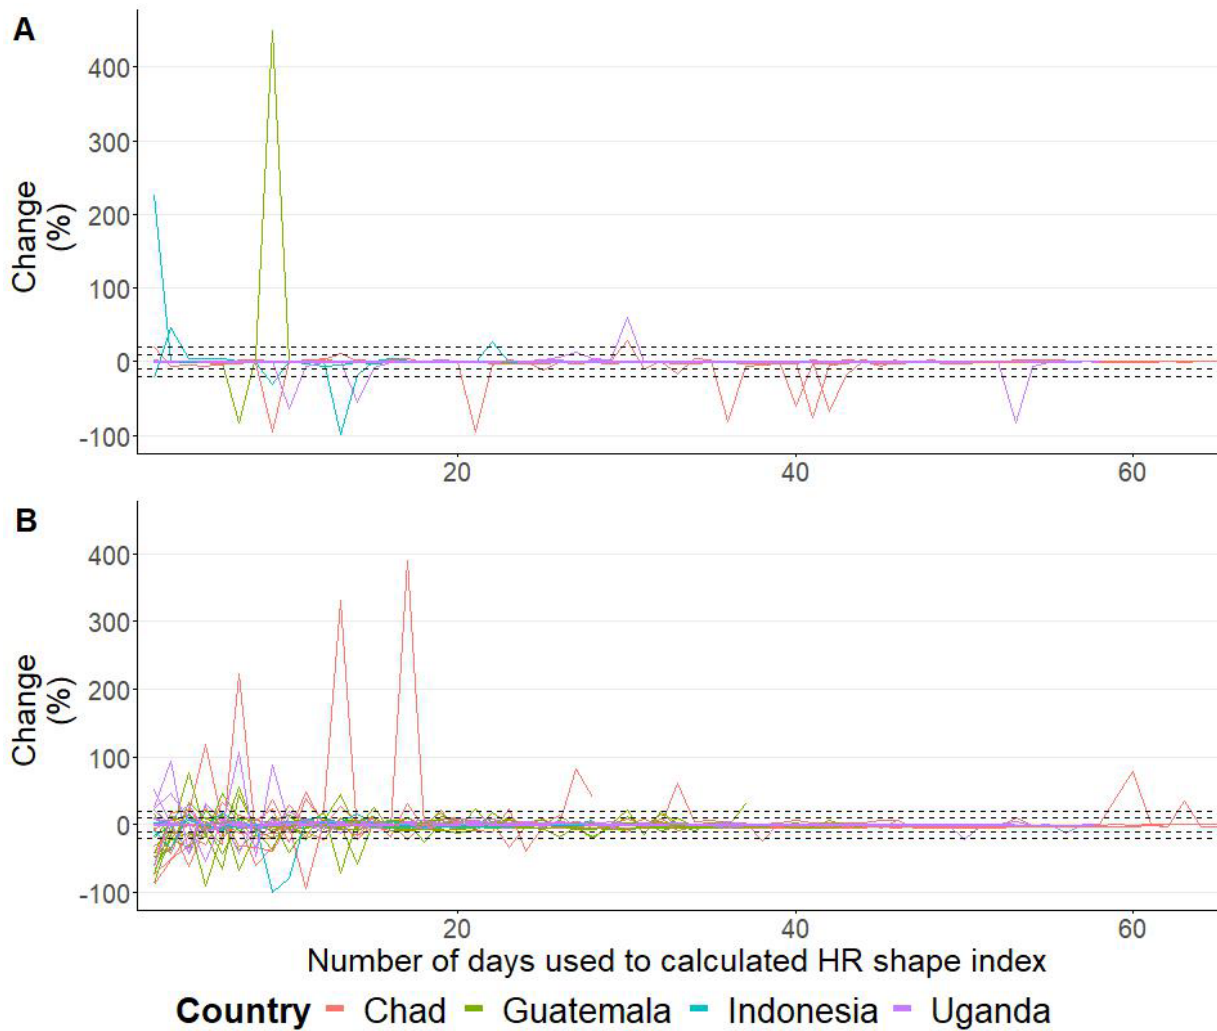 A
400
300
200
100
0
-100
Change
(%)
20 40 60
B
400
300
200
100
0
-100
Change
(%)
20 40 60
Number of days used to calculated HR shape index
Country Chad Guatemala Indonesia Uganda